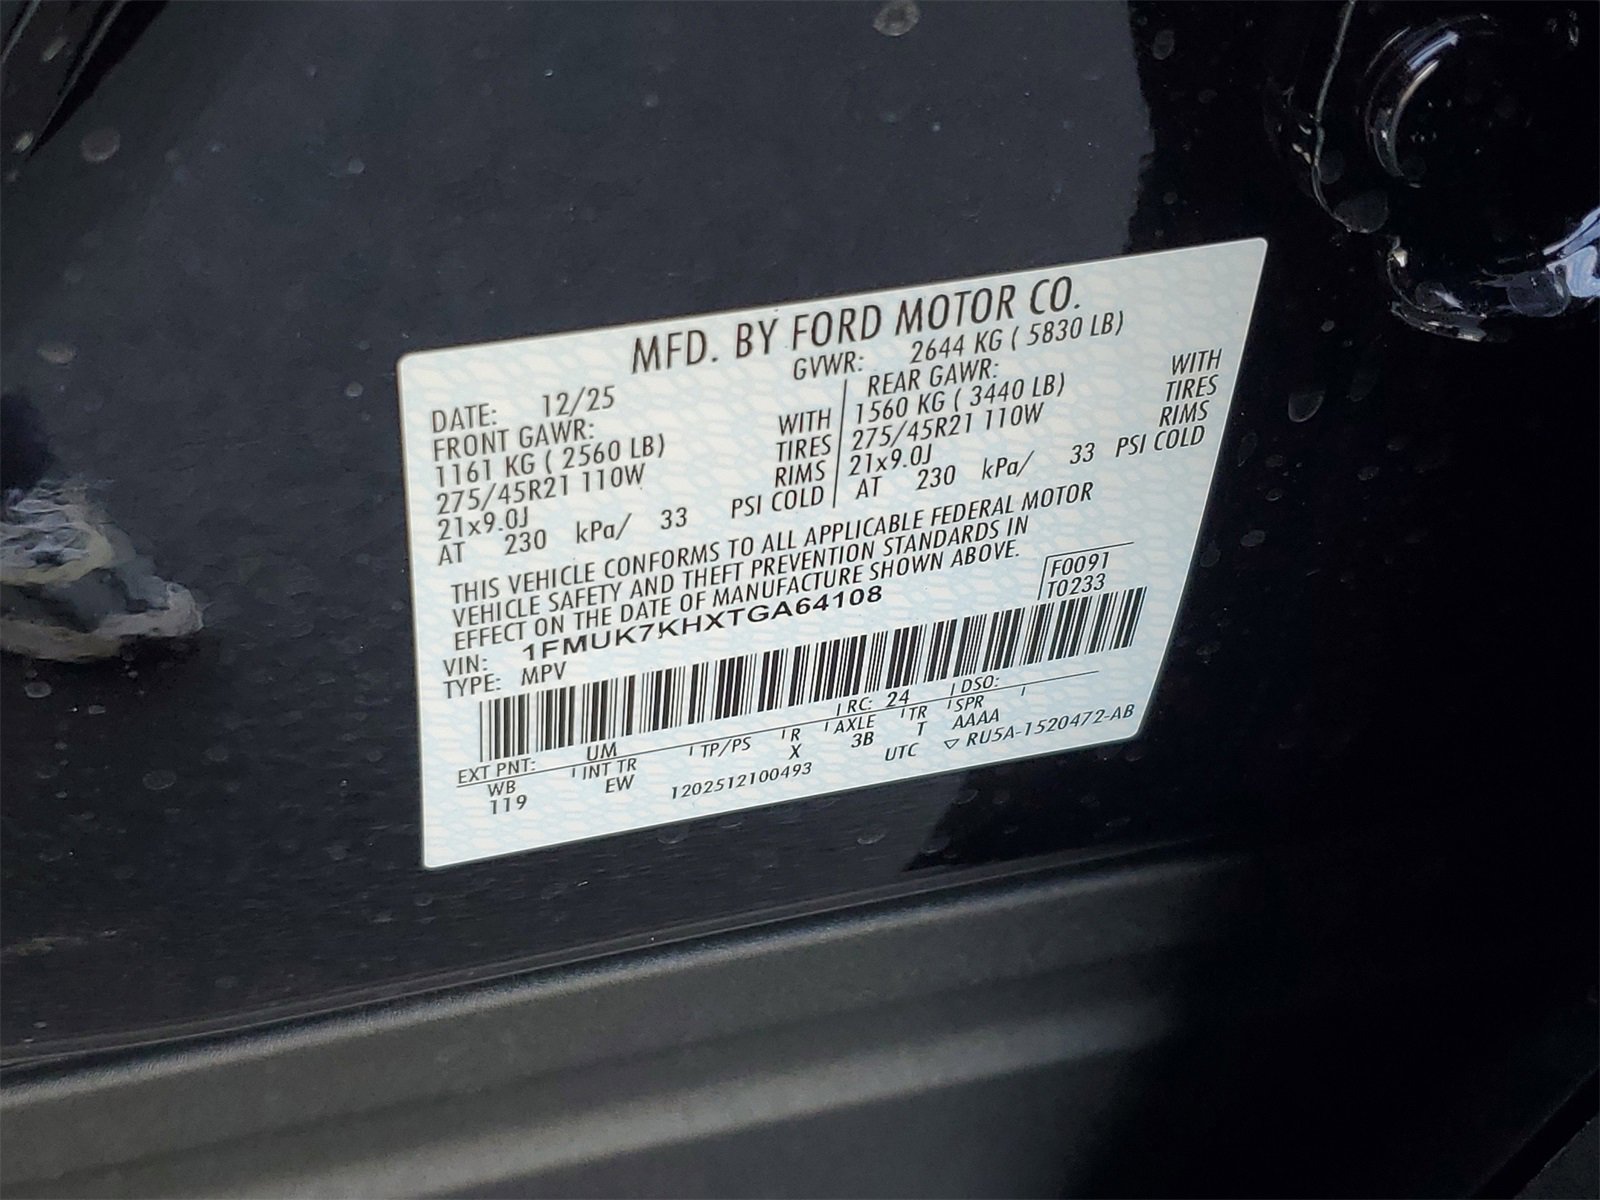 MFD. BY FORD MOTOR CO.
DATE: 12/25 GVWR: 2644 KG ( 5830 LB)
FRONT GAWR: REAR GAWR:
1161 KG ( 2560 LB) WITH 1560 KG ( 3440 LB) WITH
275/45R21 110W TIRES 275/45R21 110W TIRES
21x9.0J RIMS 21x9.0J RIMS
AT 230 kPa/ 33 PSI COLD AT 230 kPa/ 33 PSI COLD
THIS VEHICLE CONFORMS TO ALL APPLICABLE FEDERAL MOTOR
VEHICLE SAFETY AND THEFT PREVENTION STANDARDS IN
EFFECT ON THE DATE OF MANUFACTURE SHOWN ABOVE.
F0091
VIN: 1FMUK7KHXTGA64108 T0233
TYPE: MPV
EXT PNT: UM RC: 24 DSO:
WB INT TR TP/PS R AXLE TR SPR
119 EW X 3B T AAAA
1202512100493 UTC ▽ RU5A-1520472-AB